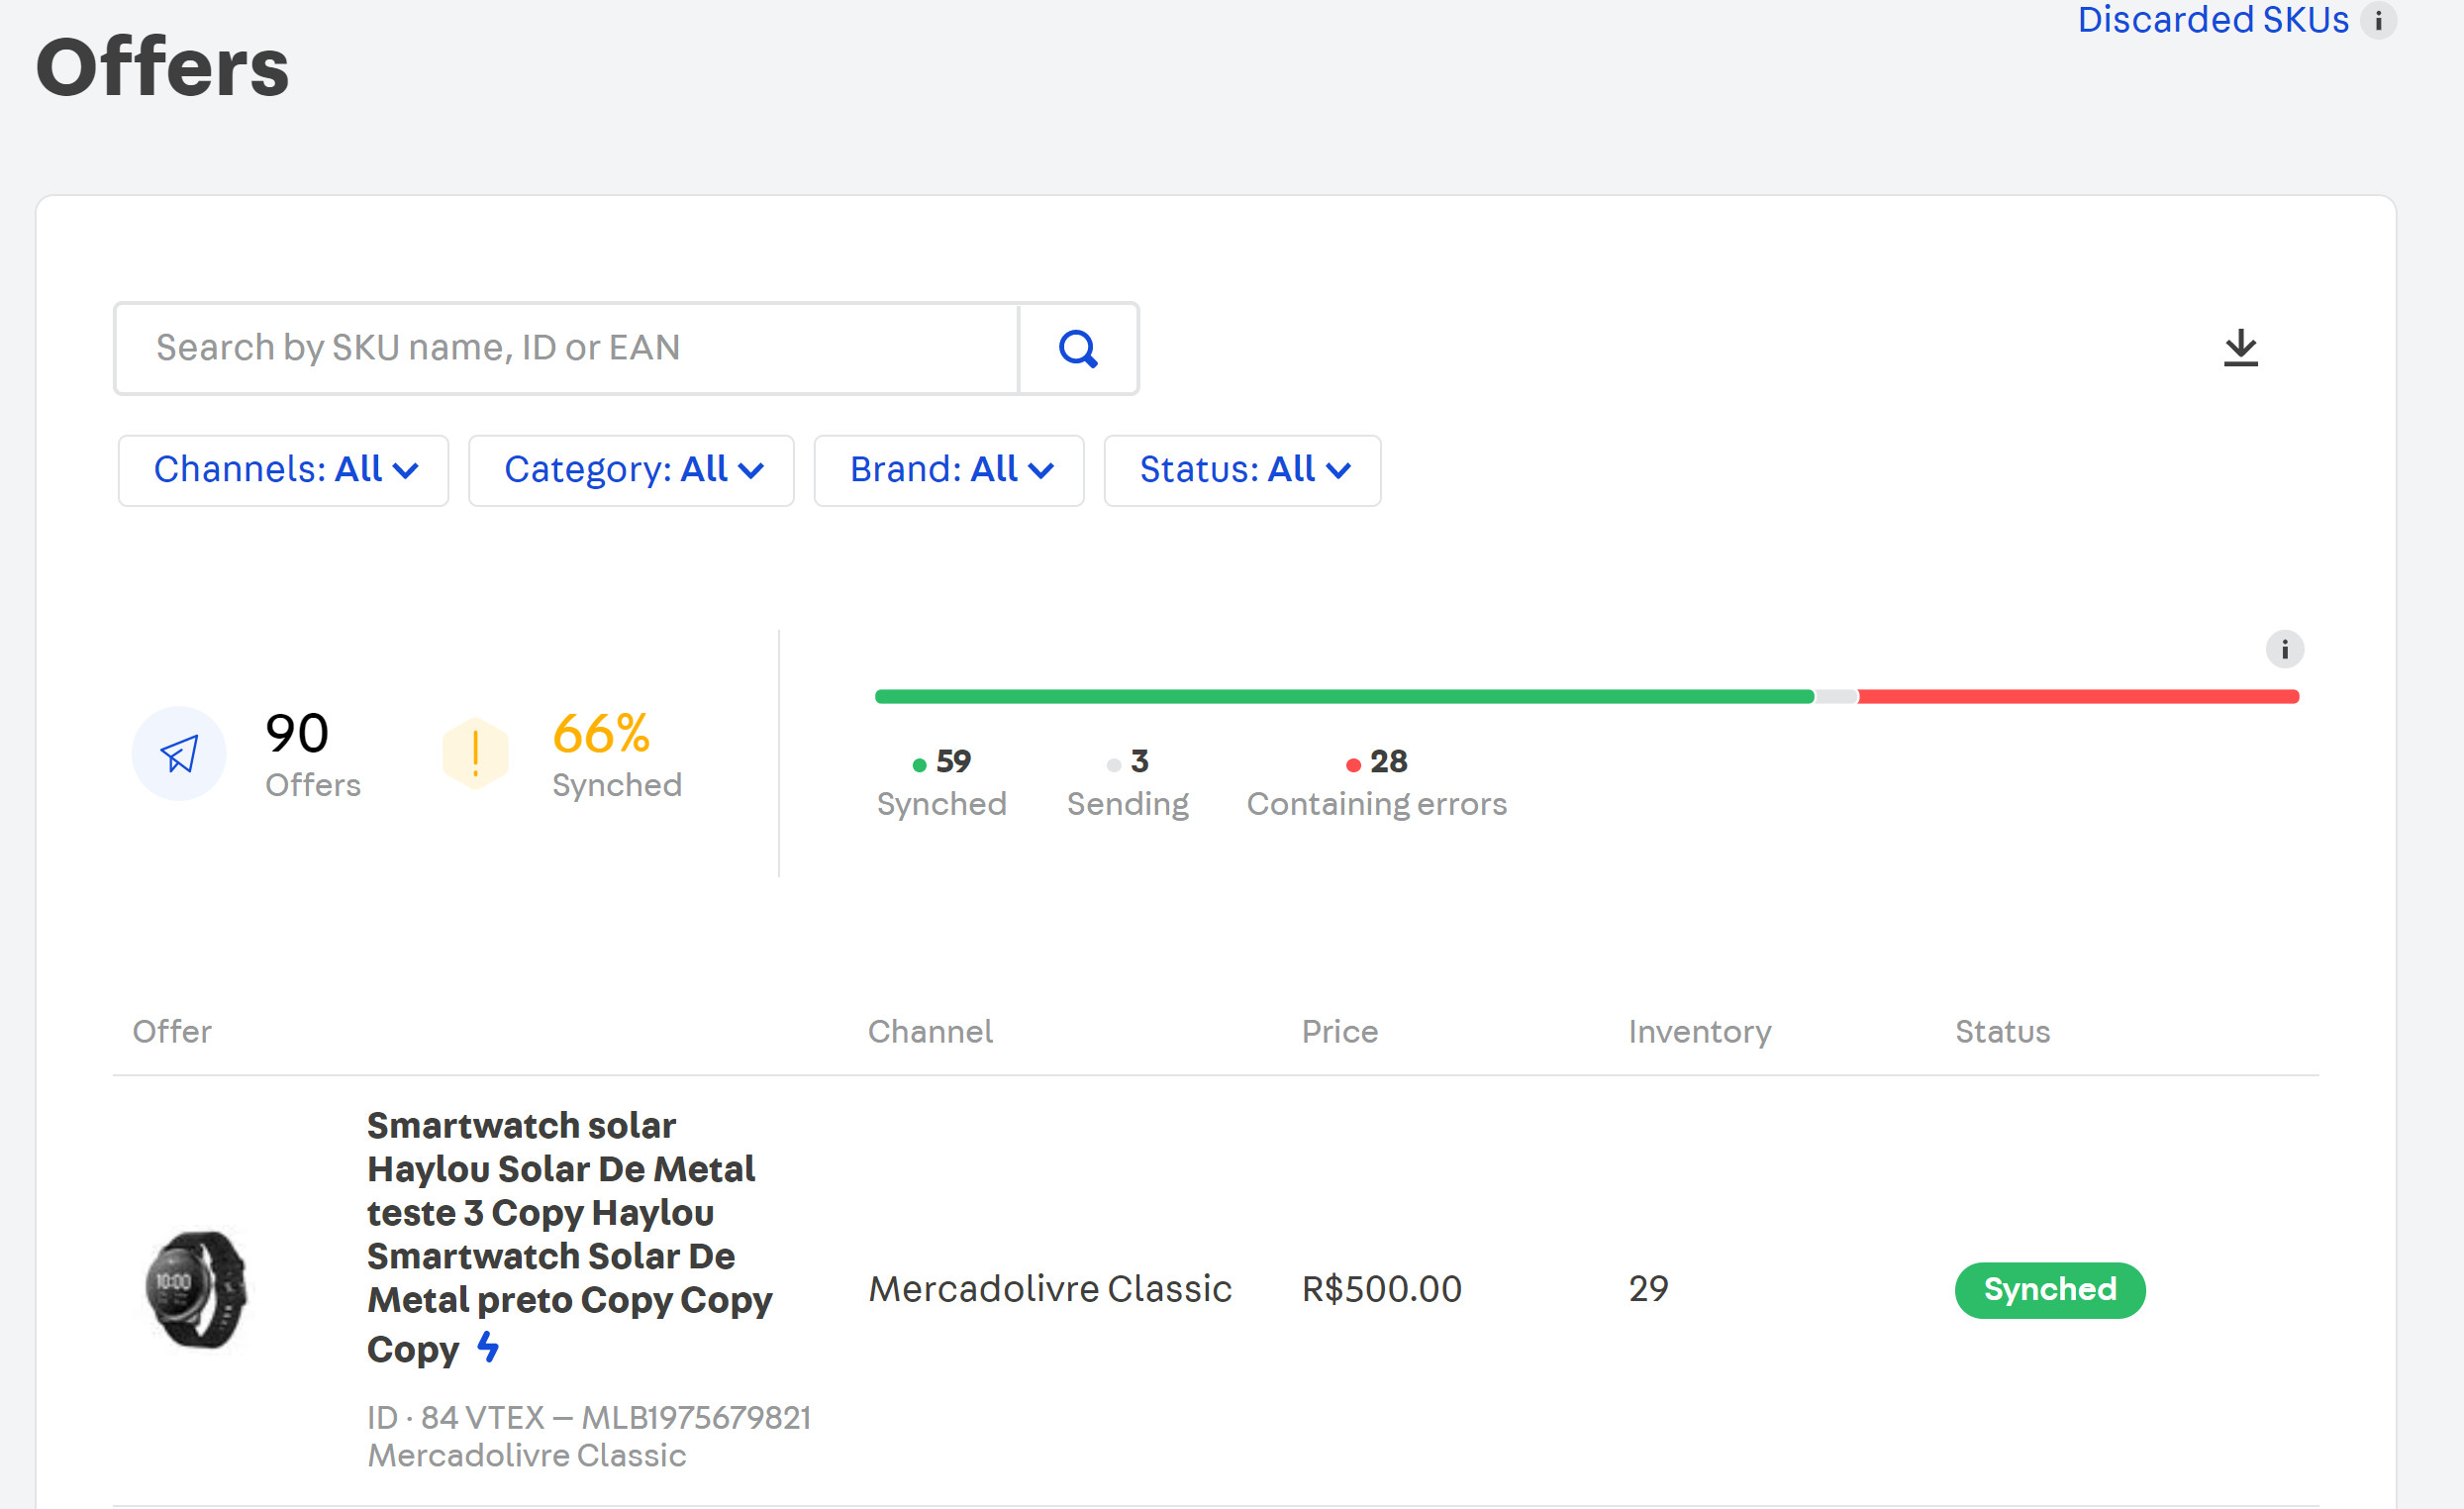 Discarded SKUs i
Offers
Search by SKU name, ID or EAN
Channels: All
Category: All
Brand: All
Status: All
i
90
Offers
66%
Synched
59
Synched
3
Sending
28
Containing errors
Offer
Channel
Price
Inventory
Status
Smartwatch solar
Haylou Solar De Metal
teste 3 Copy Haylou
Smartwatch Solar De
Metal preto Copy Copy
Copy
ID · 84 VTEX – MLB1975679821
Mercadolivre Classic
10:00
Mercadolivre Classic
R$500.00
29
Synched